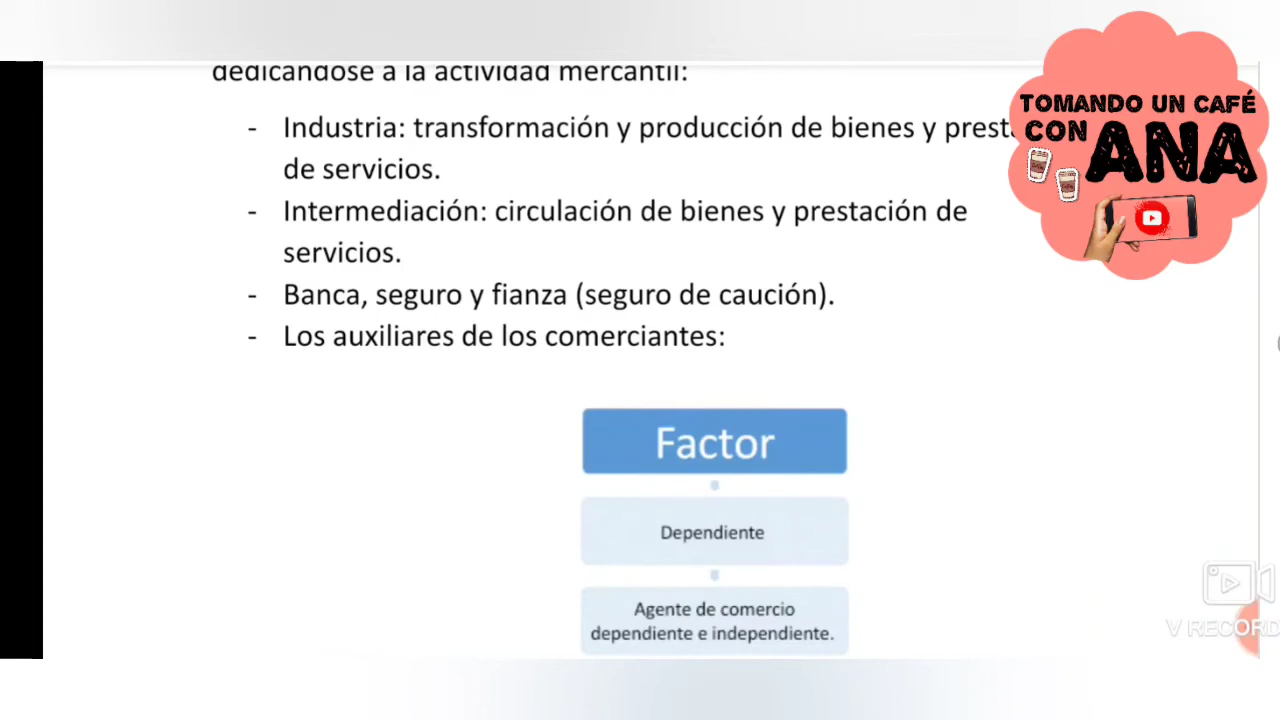 dedicándose a la actividad mercantil:
- Industria: transformación y producción de bienes y
de servicios.
- Intermediación: circulación de bienes y prestación de
servicios.
- Banca, seguro y fianza (seguro de caución).
- Los auxiliares de los comerciantes:
Factor
Dependiente
Agente de comercio
dependiente e independiente.
TOMANDO UN CAFÉ
CON ANA
V RECORD